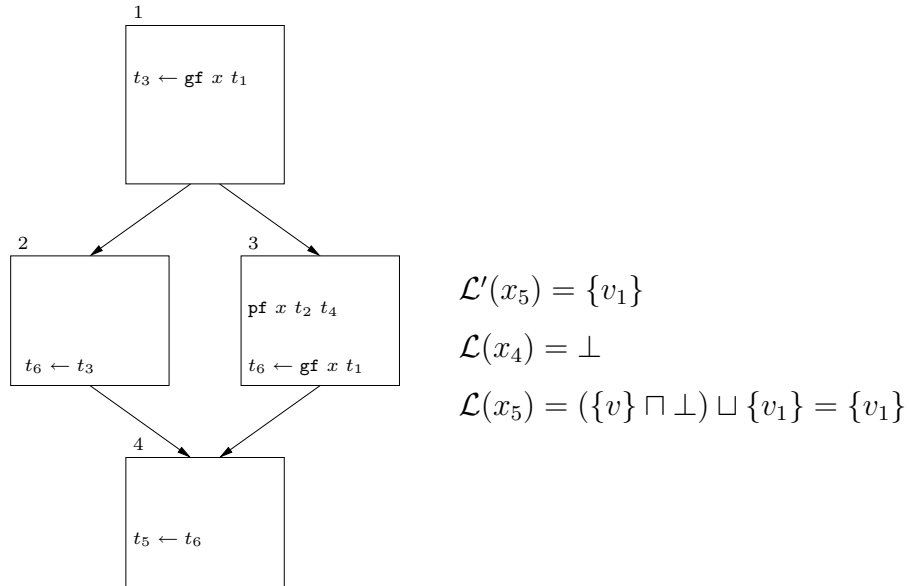 1
t₃ ← gf x t₁
2
3
pf x t₂ t₄
t₆ ← t₃
t₆ ← gf x t₁
4
t₅ ← t₆
𝓛′(x₅) = {v₁}
𝓛(x₄) = ⊥
𝓛(x₅) = ({v} ⊓ ⊥) ⊔ {v₁} = {v₁}